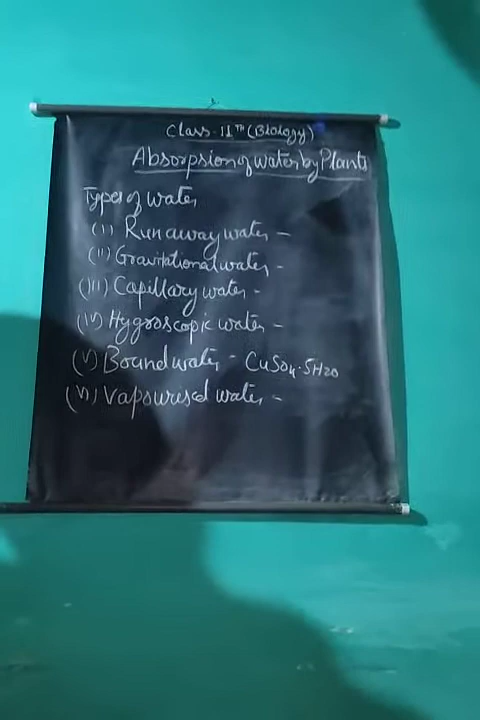 Class-11th (Biology)
Absorpsion of water by Plants
Types of water
(i) Run away water -
(ii) Gravitational water -
(iii) Capillary water -
(iv) Hygroscopic water -
(v) Bound water - CuSo4.5H2O
(vi) Vapourised water -